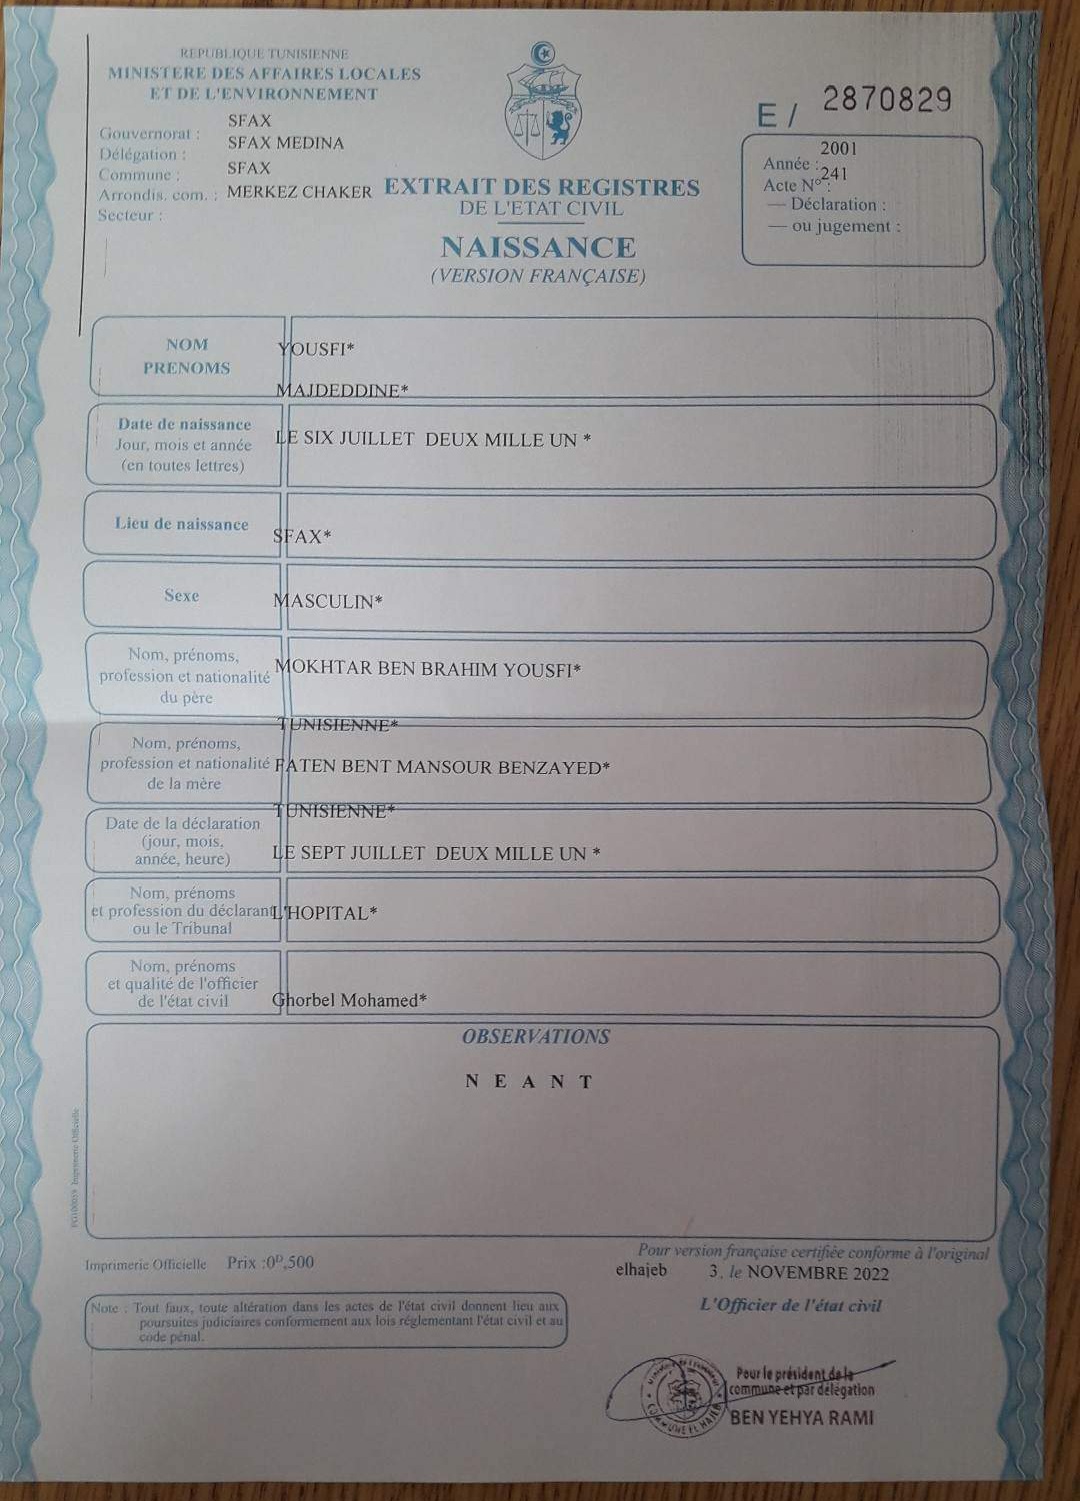 REPUBLIQUE TUNISIENNE
MINISTERE DES AFFAIRES LOCALES
ET DE L'ENVIRONNEMENT
Gouvernorat : SFAX
Délégation : SFAX MEDINA
Commune : SFAX
Arrondis. com. : MERKEZ CHAKER
Secteur :
E / 2870829
Année : 2001
Acte N° : 241
— Déclaration :
— ou jugement :
EXTRAIT DES REGISTRES
DE L'ETAT CIVIL
NAISSANCE
(VERSION FRANÇAISE)
NOM
PRENOMS
YOUSFI*
MAJDEDDINE*
Date de naissance
Jour, mois et année
(en toutes lettres)
LE SIX JUILLET DEUX MILLE UN *
Lieu de naissance
SFAX*
Sexe
MASCULIN*
Nom, prénoms,
profession et nationalité
du père
MOKHTAR BEN BRAHIM YOUSFI*
TUNISIENNE*
Nom, prénoms,
profession et nationalité
de la mère
FATEN BENT MANSOUR BENZAYED*
TUNISIENNE*
Date de la déclaration
(jour, mois,
année, heure)
LE SEPT JUILLET DEUX MILLE UN *
Nom, prénoms
et profession du déclarant
ou le Tribunal
L'HOPITAL*
Nom, prénoms
et qualité de l'officier
de l'état civil
Ghorbel Mohamed*
OBSERVATIONS
N E A N T
Imprimerie Officielle
Imprimerie Officielle Prix :0ᴰ,500
Pour version française certifiée conforme à l'original
elhajeb 3, le NOVEMBRE 2022
L'Officier de l'état civil
Note : Tout faux, toute altération dans les actes de l'état civil donnent lieu aux
poursuites judiciaires conformement aux lois réglementant l'état civil et au
code pénal.
Pour le président de la
commune et par délégation
BEN YEHYA RAMI
COMMUNE EL HAJEB